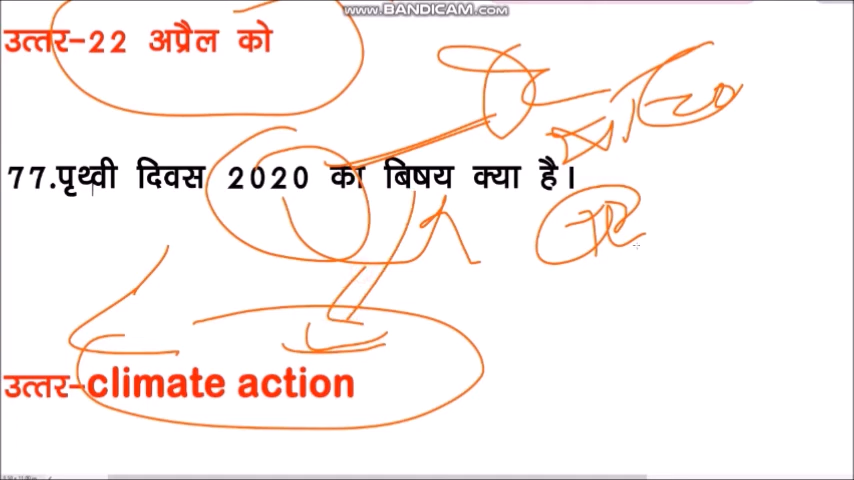 www.BANDICAM.com
उत्तर-22 अप्रैल को
77.पृथ्वी दिवस 2020 का बिषय क्या है।
उत्तर-climate action